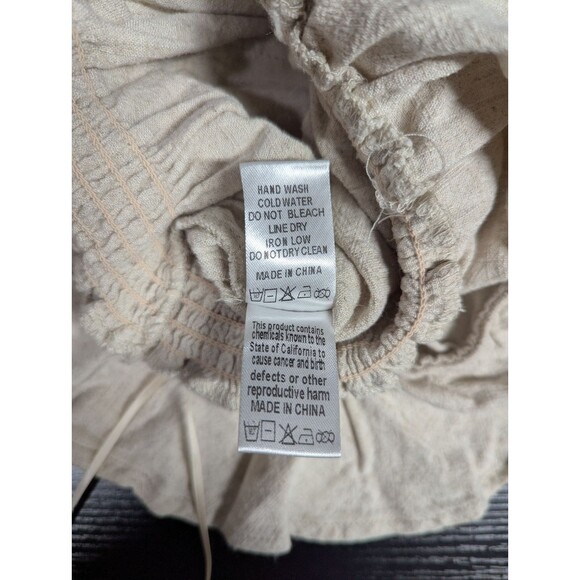 HAND WASH
COLD WATER
DO NOT BLEACH
LINE DRY
IRON LOW
DO NOT DRY CLEAN
MADE IN CHINA
This product contains
chemicals known to the
State of California to
cause cancer and birth
defects or other
reproductive harm
MADE IN CHINA